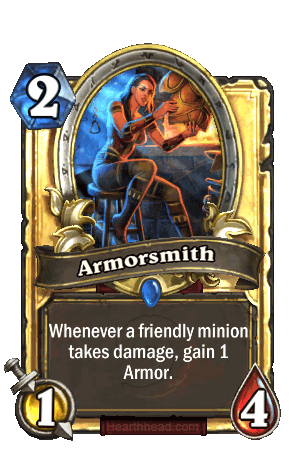 2
Armorsmith
Whenever a friendly minion
takes damage, gain 1
Armor.
1
4
Hearthhead.com